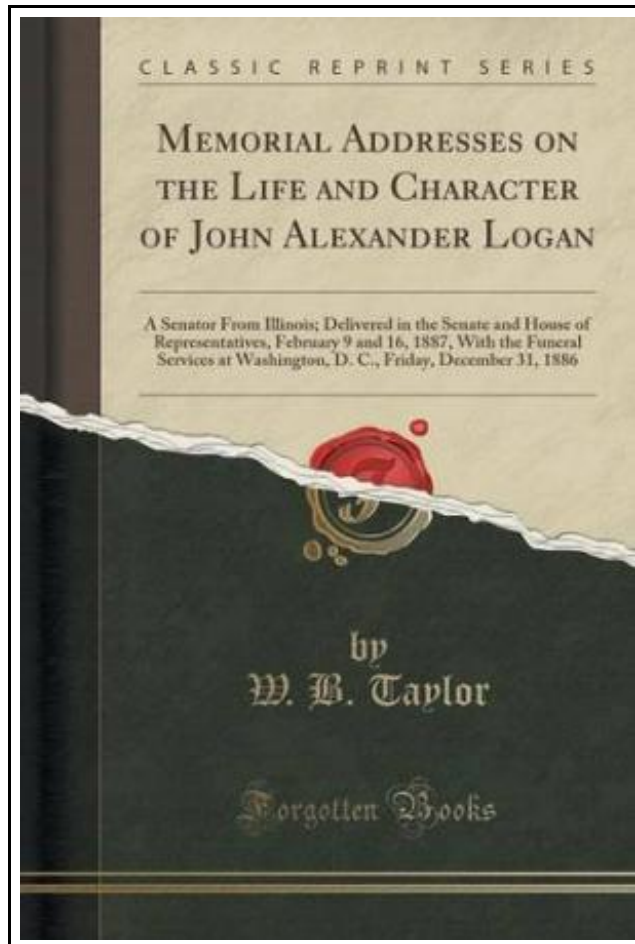 CLASSIC REPRINT SERIES
MEMORIAL ADDRESSES ON
THE LIFE AND CHARACTER
OF JOHN ALEXANDER LOGAN
A Senator From Illinois; Delivered in the Senate and House of
Representatives, February 9 and 16, 1887, With the Funeral
Services at Washington, D. C., Friday, December 31, 1886
by
W. B. Taylor
Forgotten Books